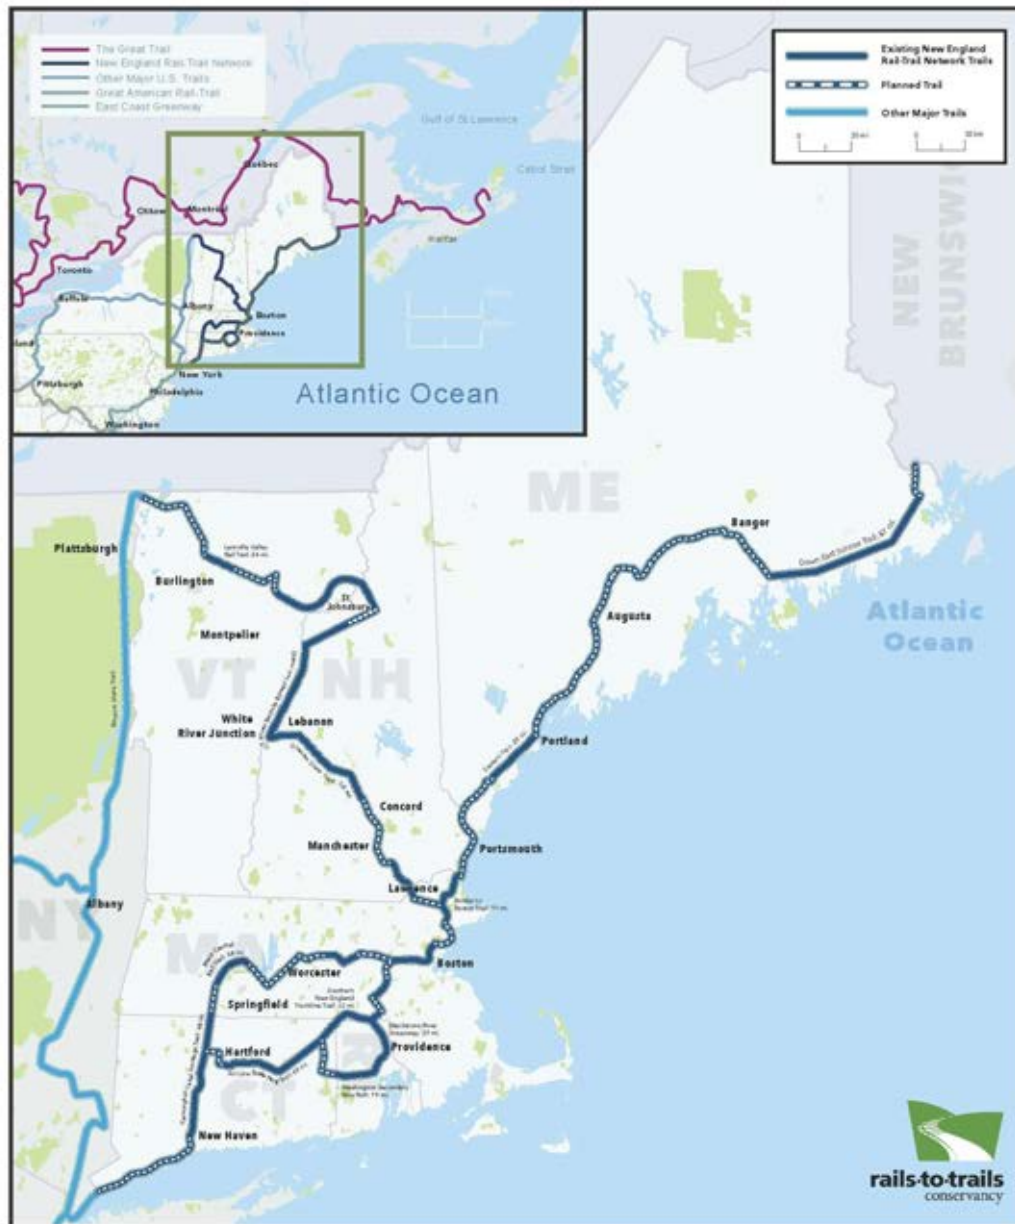 The Great Trail
New England Rail-Trail Network
Other Major U.S. Trails
Great American Rail-Trail
East Coast Greenway
Gulf of St Lawrence
Cabot Strait
Québec
Ottawa
Montreal
Halifax
Toronto
Buffalo
Albany
Boston
Providence
New York
Pittsburgh
Philadelphia
Washington
Atlantic Ocean
Existing New England
Rail-Trail Network Trails
Planned Trail
Other Major Trails
NEW
BRUNSWICK
ME
Bangor
Plattsburgh
Burlington
St.
Johnsbury
Montpelier
Augusta
Atlantic
Ocean
VT
NH
White
River Junction
Lebanon
Portland
Concord
Manchester
Portsmouth
Lawrence
Albany
NY
MA
Boston
Worcester
Springfield
Hartford
Providence
CT
New Haven
rails-to-trails
conservancy